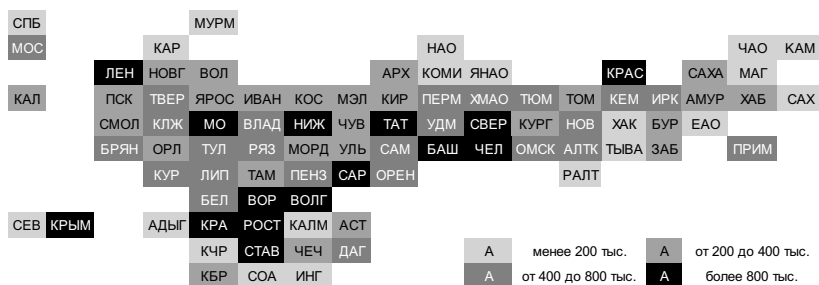 СПБ МУРМ
МОС КАР НАО ЧАО КАМ
ЛЕН НОВГ ВОЛ АРХ КОМИ ЯНАО КРАС САХА МАГ
КАЛ ПСК ТВЕР ЯРОС ИВАН КОС МЭЛ КИР ПЕРМ ХМАО ТЮМ ТОМ КЕМ ИРК АМУР ХАБ САХ
СМОЛ КЛЖ МО ВЛАД НИЖ ЧУВ ТАТ УДМ СВЕР КУРГ НОВ ХАК БУР ЕАО
БРЯН ОРЛ ТУЛ РЯЗ МОРД УЛЬ САМ БАШ ЧЕЛ ОМСК АЛТК ТЫВА ЗАБ ПРИМ
КУР ЛИП ТАМ ПЕНЗ САР ОРЕН РАЛТ
БЕЛ ВОР ВОЛГ
СЕВ КРЫМ АДЫГ КРА РОСТ КАЛМ АСТ
КЧР СТАВ ЧЕЧ ДАГ А менее 200 тыс. А от 200 до 400 тыс.
КБР СОА ИНГ А от 400 до 800 тыс. А более 800 тыс.